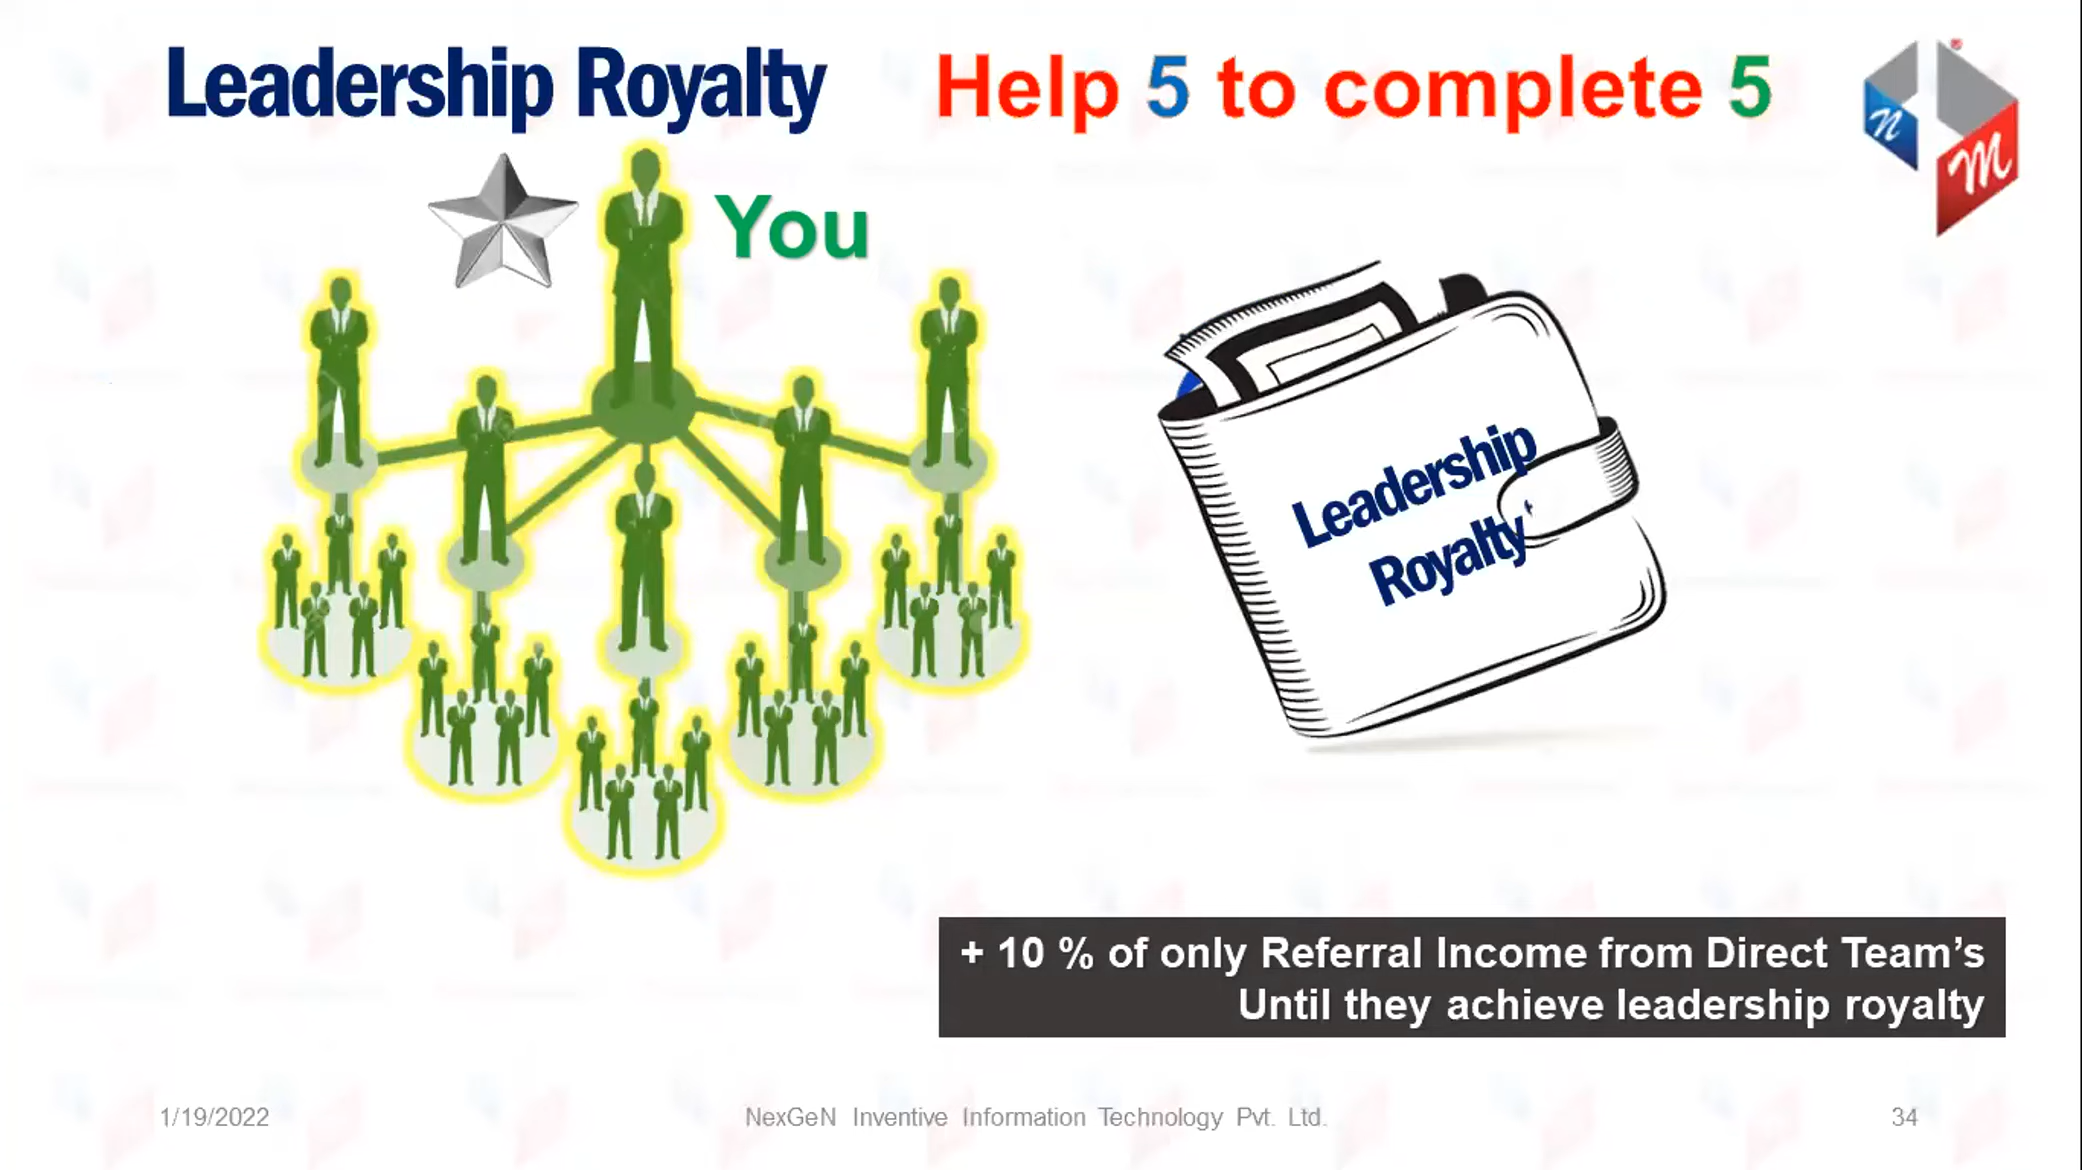 Leadership Royalty
Help 5 to complete 5
n
M
®
You
Leadership
Royalty
+ 10 % of only Referral Income from Direct Team’s
Until they achieve leadership royalty
1/19/2022
NexGeN Inventive Information Technology Pvt. Ltd.
34